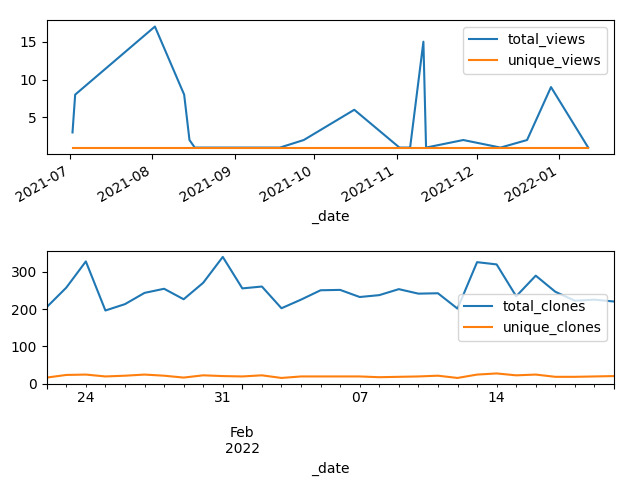 15
10
5
total_views
unique_views
2021-07
2021-08
2021-09
2021-10
2021-11
2021-12
2022-01
_date
300
200
100
0
total_clones
unique_clones
24
31
07
14
Feb
2022
_date